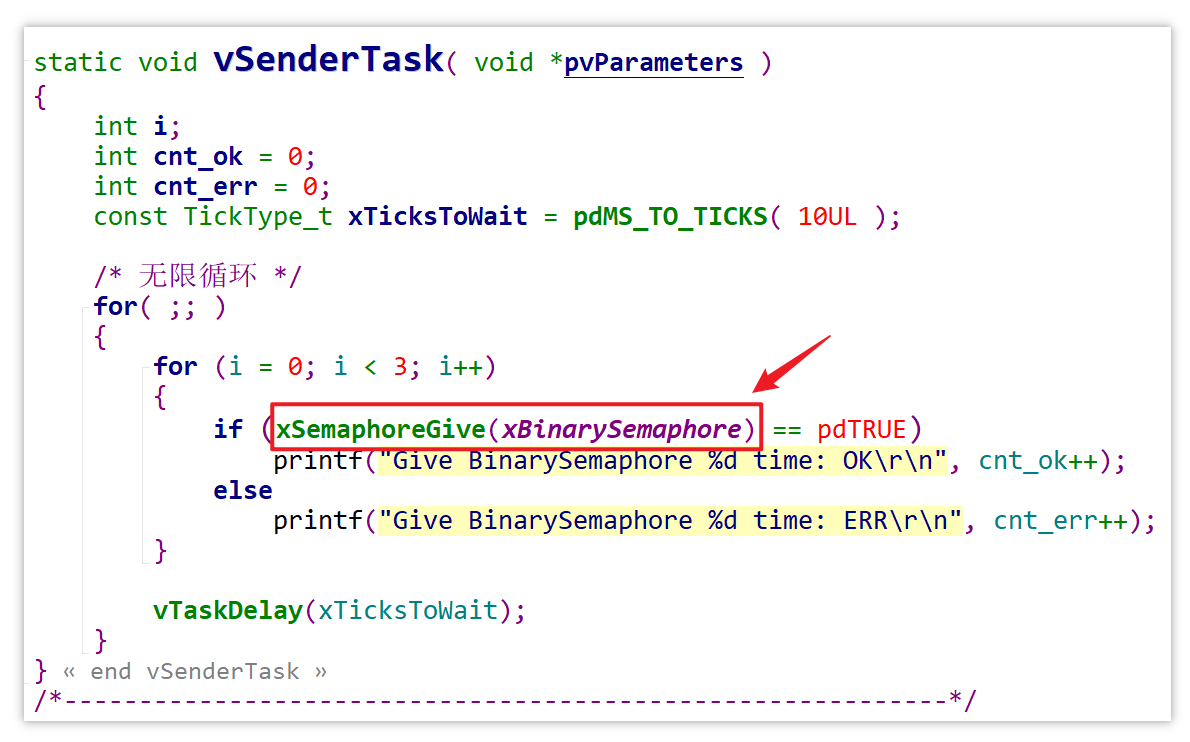 static void vSenderTask( void *pvParameters )
{
    int i;
    int cnt_ok = 0;
    int cnt_err = 0;
    const TickType_t xTicksToWait = pdMS_TO_TICKS( 10UL );

    /* 无限循环 */
    for( ;; )
    {
        for (i = 0; i < 3; i++)
        {
            if (xSemaphoreGive(xBinarySemaphore) == pdTRUE)
                printf("Give BinarySemaphore %d time: OK\r\n", cnt_ok++);
            else
                printf("Give BinarySemaphore %d time: ERR\r\n", cnt_err++);
        }

        vTaskDelay(xTicksToWait);
    }
} « end vSenderTask »
/*-----------------------------------------------------------*/